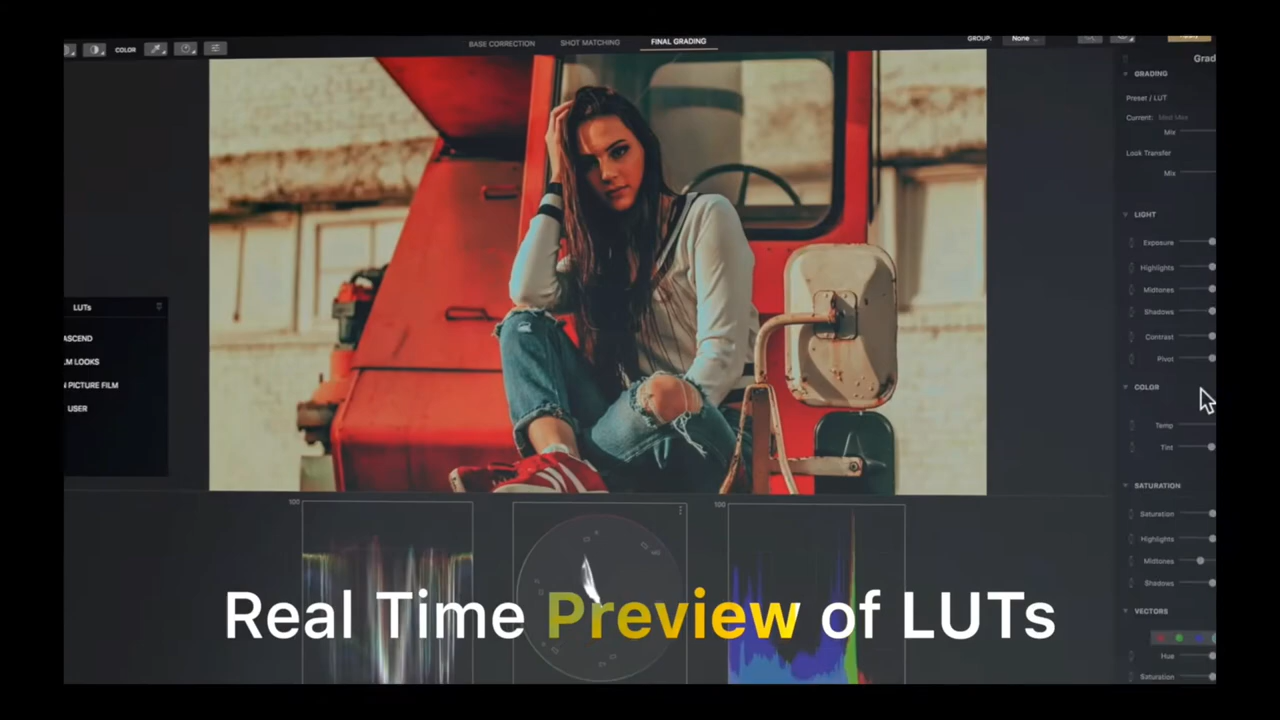 COLOR
BASE CORRECTION
SHOT MATCHING
FINAL GRADING
GROUP: None
Grad
GRADING
Preset / LUT
Current:
Mix
Look Transfer
Mix
LIGHT
Exposure
Highlights
Midtones
Shadows
Contrast
Pivot
COLOR
Temp
Tint
SATURATION
Saturation
Highlights
Midtones
Shadows
VECTORS
Hue
Saturation
LUTs
ASCEND
LM LOOKS
N PICTURE FILM
USER
100
100
Real Time Preview of LUTs